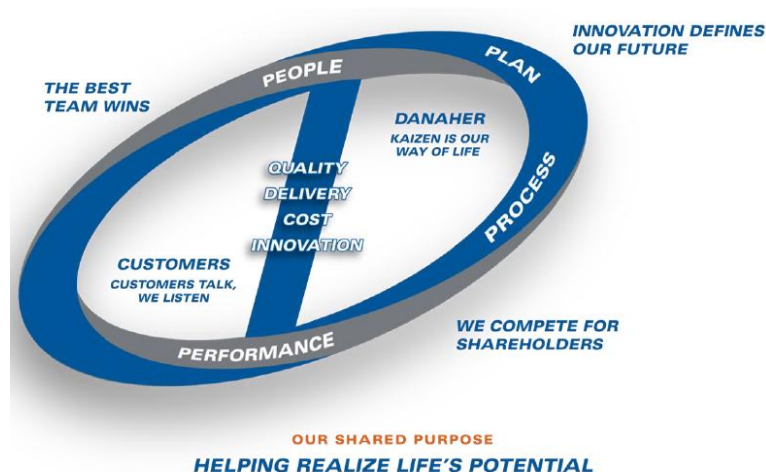 INNOVATION DEFINES
OUR FUTURE
PLAN
PEOPLE
THE BEST
TEAM WINS
DANAHER
KAIZEN IS OUR
WAY OF LIFE
QUALITY
DELIVERY
COST
INNOVATION
PROCESS
CUSTOMERS
CUSTOMERS TALK,
WE LISTEN
WE COMPETE FOR
SHAREHOLDERS
PERFORMANCE
OUR SHARED PURPOSE
HELPING REALIZE LIFE'S POTENTIAL